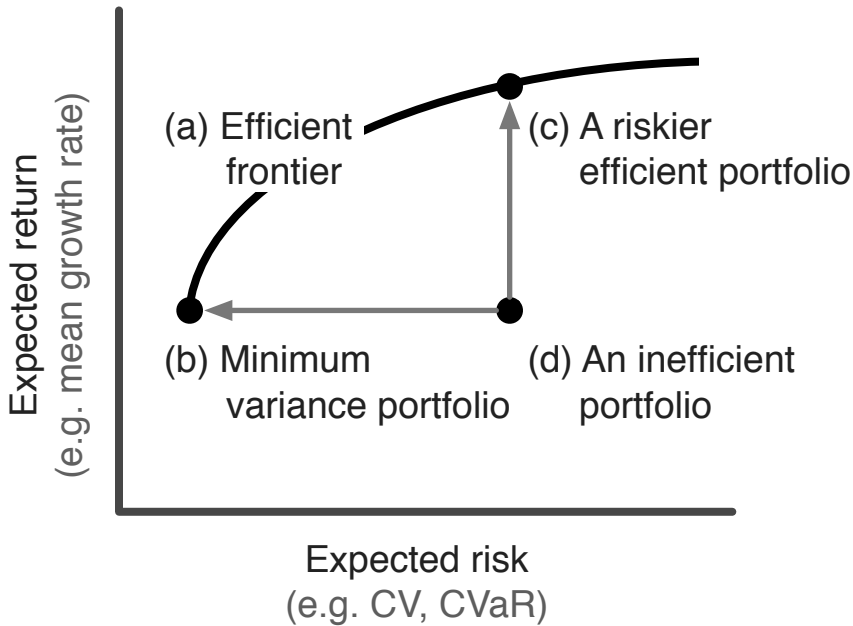 Expected return
(e.g. mean growth rate)
(a) Efficient
frontier
(c) A riskier
efficient portfolio
(b) Minimum
variance portfolio
(d) An inefficient
portfolio
Expected risk
(e.g. CV, CVaR)